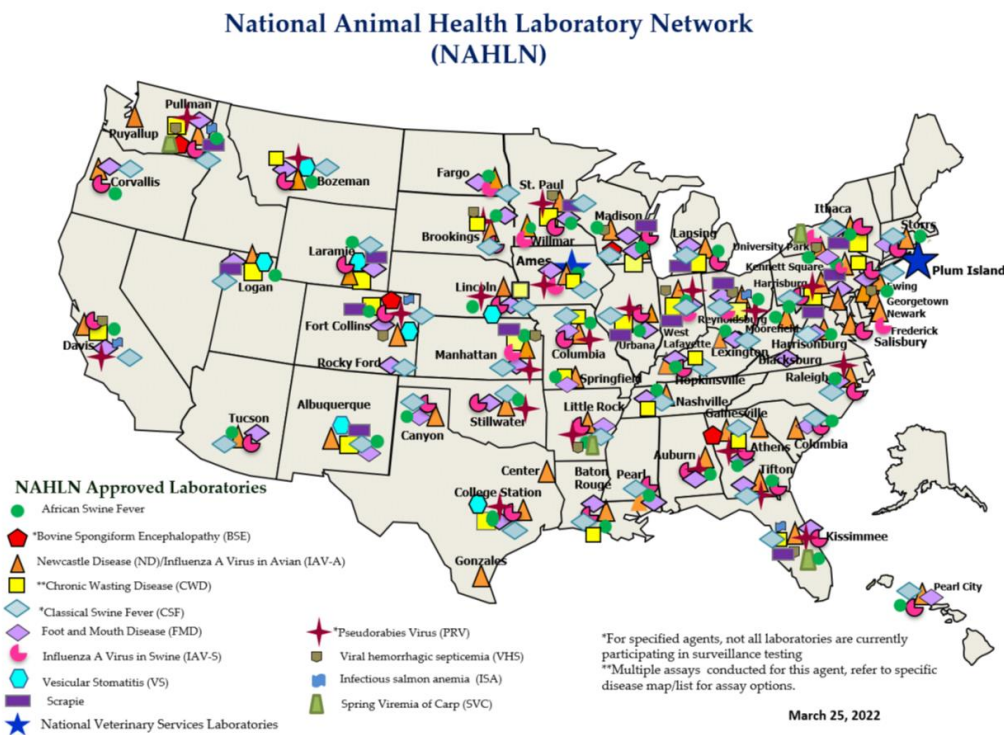 National Animal Health Laboratory Network
(NAHLN)
Pullman
Puyallup
Corvallis
Bozeman
Fargo
St. Paul
Brookings
Willmar
Madison
Lansing
Ithaca
Storrs
University Park
Plum Island
Kennett Square
Harrisburg
Ewing
Georgetown
Newark
Frederick
Salisbury
Laramie
Logan
Ames
Lincoln
Fort Collins
Davis
Rocky Ford
Manhattan
Columbia
Urbana
West
Lafayette
Reynoldsburg
Moorefield
Harrisonburg
Lexington
Blacksburg
Hopkinsville
Springfield
Raleigh
Nashville
Tucson
Albuquerque
Canyon
Stillwater
Little Rock
Gainesville
Athens
Columbia
Auburn
Tifton
Center
Baton
Rouge
Pearl
College Station
Gonzales
Kissimmee
Pearl City
NAHLN Approved Laboratories
African Swine Fever
*Bovine Spongiform Encephalopathy (BSE)
Newcastle Disease (ND)/Influenza A Virus in Avian (IAV-A)
**Chronic Wasting Disease (CWD)
*Classical Swine Fever (CSF)
Foot and Mouth Disease (FMD)
Influenza A Virus in Swine (IAV-S)
Vesicular Stomatitis (VS)
Scrapie
National Veterinary Services Laboratories
*Pseudorabies Virus (PRV)
Viral hemorrhagic septicemia (VHS)
Infectious salmon anemia (ISA)
Spring Viremia of Carp (SVC)
*For specified agents, not all laboratories are currently
participating in surveillance testing
**Multiple assays conducted for this agent, refer to specific
disease map/list for assay options.
March 25, 2022